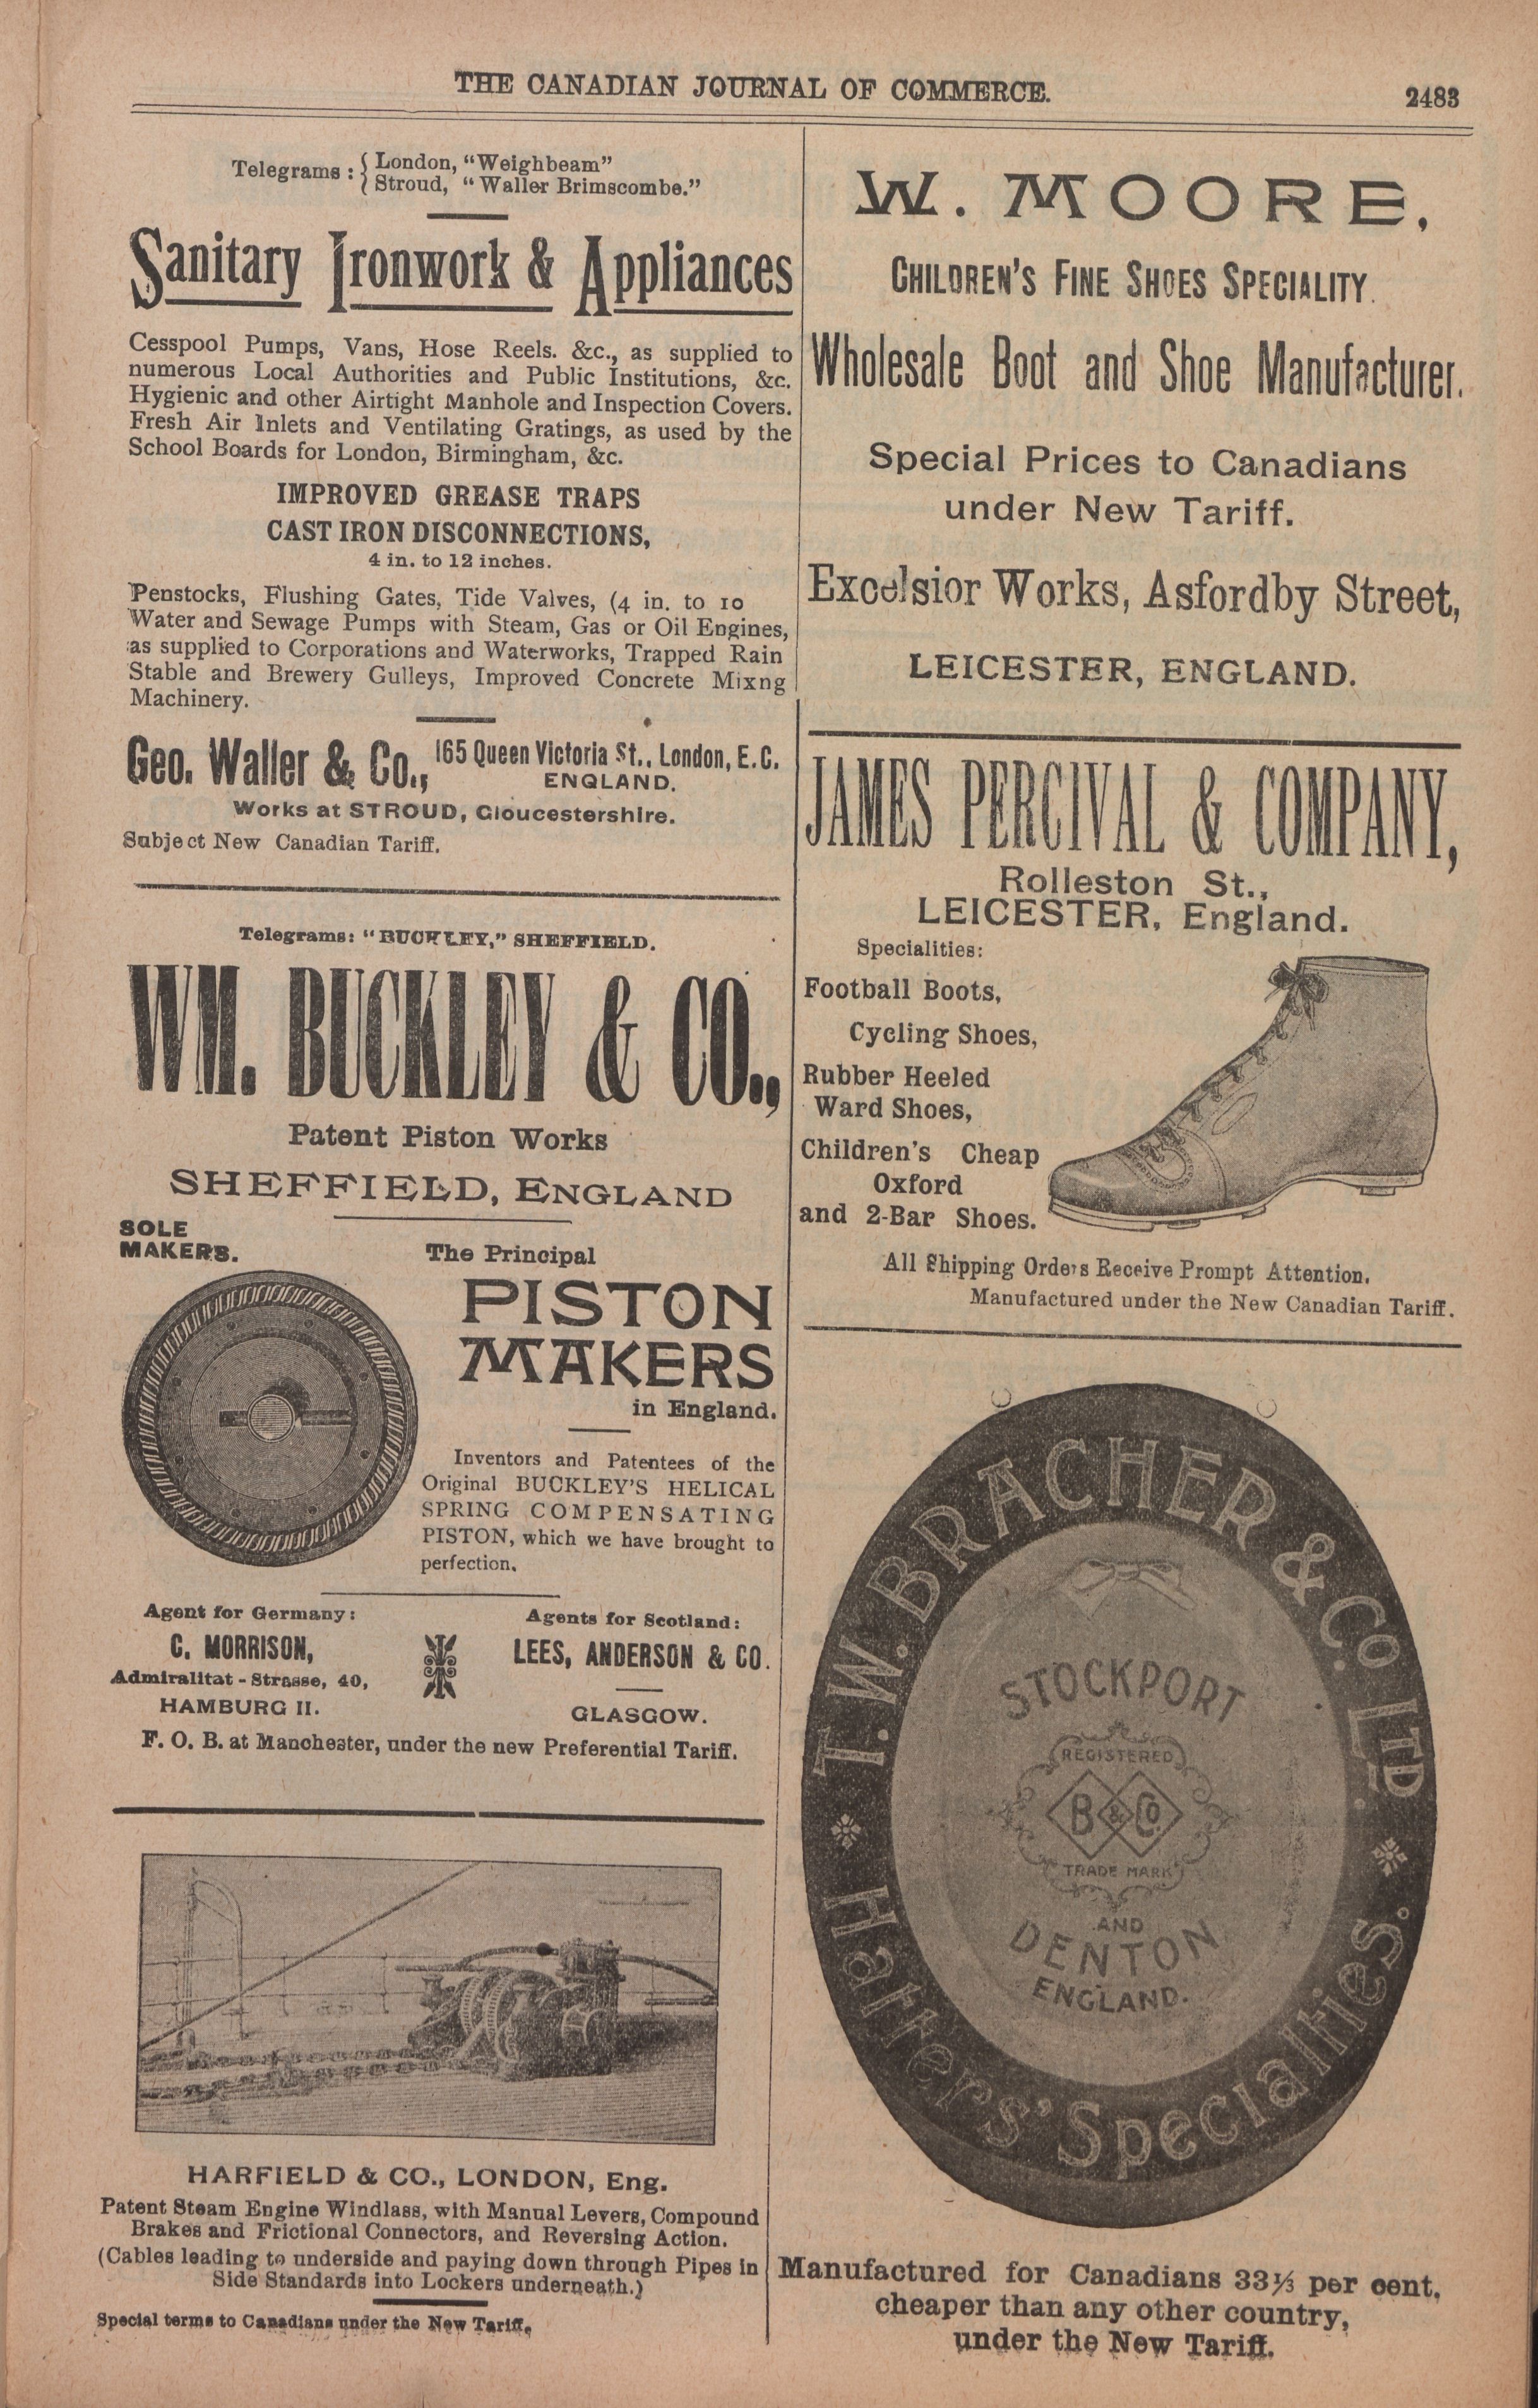 THE CANADIAN JOURNAL OF COMMERCE.
2483
Telegrams: { London, "Weighbeam"
Stroud, "Waller Brimscombe."
Sanitary Ironwork & Appliances
Cesspool Pumps, Vans, Hose Reels. &c., as supplied to
numerous Local Authorities and Public Institutions, &c.
Hygienic and other Airtight Manhole and Inspection Covers.
Fresh Air Inlets and Ventilating Gratings, as used by the
School Boards for London, Birmingham, &c.
IMPROVED GREASE TRAPS
CAST IRON DISCONNECTIONS,
4 in. to 12 inches.
Penstocks, Flushing Gates, Tide Valves, (4 in. to 10
Water and Sewage Pumps with Steam, Gas or Oil Engines,
as supplied to Corporations and Waterworks, Trapped Rain
Stable and Brewery Gulleys, Improved Concrete Mixng
Machinery.
Geo. Waller & Co., 165 Queen Victoria St.. London, E.C.
ENGLAND.
Works at STROUD, Gloucestershire.
Subject New Canadian Tariff.
Telegrams: "BUCKLEY," SHEFFIELD.
WM. BUCKLEY & CO.,
Patent Piston Works
SHEFFIELD, ENGLAND
SOLE
MAKERS.
The Principal
PISTON
MAKERS
in England.
Inventors and Patentees of the
Original BUCKLEY'S HELICAL
SPRING COMPENSATING
PISTON, which we have brought to
perfection.
Agent for Germany:
C. MORRISON,
Admiralitat-Strasse, 40,
HAMBURG II.
Agents for Scotland:
LEES, ANDERSON & CO.
GLASGOW.
F. O. B. at Manchester, under the new Preferential Tariff.
HARFIELD & CO., LONDON, Eng.
Patent Steam Engine Windlass, with Manual Levers, Compound
Brakes and Frictional Connectors, and Reversing Action.
(Cables leading to underside and paying down through Pipes in
Side Standards into Lockers underneath.)
Special terms to Canadians under the New Tariff.
W. MOORE,
CHILDREN'S FINE SHOES SPECIALITY.
Wholesale Boot and Shoe Manufacturer.
Special Prices to Canadians
under New Tariff.
Excelsior Works, Asfordby Street,
LEICESTER, ENGLAND.
JAMES PERCIVAL & COMPANY,
Rolleston St.,
LEICESTER, England.
Specialities:
Football Boots,
Cycling Shoes,
Rubber Heeled
Ward Shoes,
Children's Cheap
Oxford
and 2-Bar Shoes.
All Shipping Orders Receive Prompt Attention.
Manufactured under the New Canadian Tariff.
T.W. BRACHER & CO LTD.
STOCKPORT
REGISTERED
B & Co.
TRADE MARK
AND
DENTON
ENGLAND.
Hatters' Specialties.
Manufactured for Canadians 33⅓ per cent.
cheaper than any other country,
under the New Tariff.